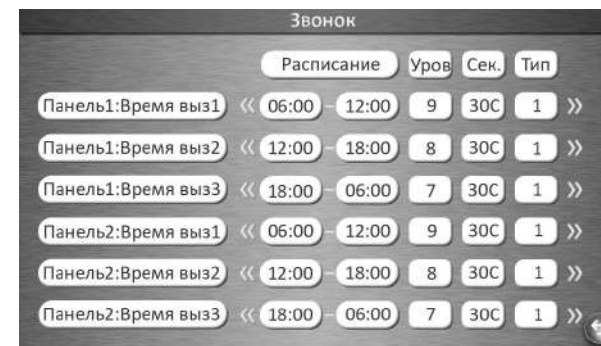 Звонок
Расписание Уров Сек. Тип
Панель1:Время выз1 « 06:00 – 12:00 9 30С 1 »
Панель1:Время выз2 « 12:00 – 18:00 8 30С 1 »
Панель1:Время выз3 « 18:00 – 06:00 7 30С 1 »
Панель2:Время выз1 « 06:00 – 12:00 9 30С 1 »
Панель2:Время выз2 « 12:00 – 18:00 8 30С 1 »
Панель2:Время выз3 « 18:00 – 06:00 7 30С 1 »